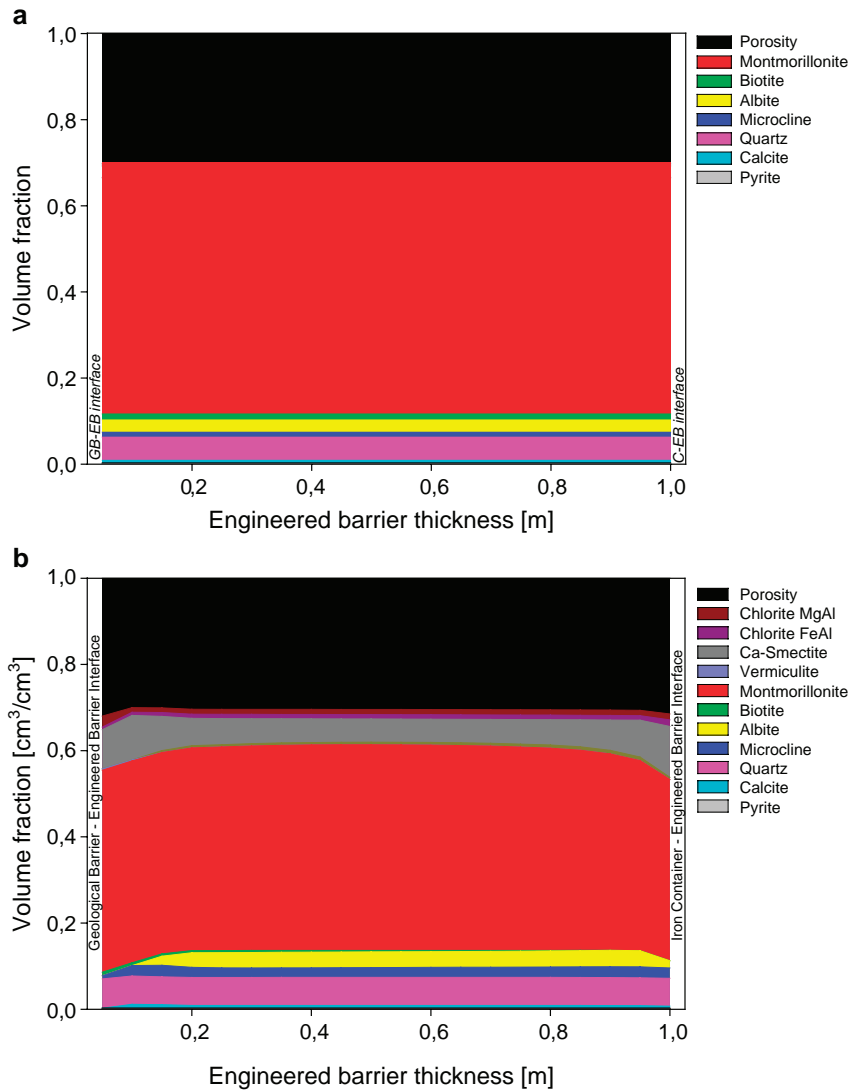 a
1,0
0,8
0,6
0,4
0,2
0,0
Volume fraction
GB-EB interface
C-EB interface
0,2 0,4 0,6 0,8 1,0
Engineered barrier thickness [m]
Porosity
Montmorillonite
Biotite
Albite
Microcline
Quartz
Calcite
Pyrite
b
1,0
0,8
0,6
0,4
0,2
0,0
Volume fraction [cm³/cm³]
Geological Barrier - Engineered Barrier Interface
Iron Container - Engineered Barrier Interface
0,2 0,4 0,6 0,8 1,0
Engineered barrier thickness [m]
Porosity
Chlorite MgAl
Chlorite FeAl
Ca-Smectite
Vermiculite
Montmorillonite
Biotite
Albite
Microcline
Quartz
Calcite
Pyrite